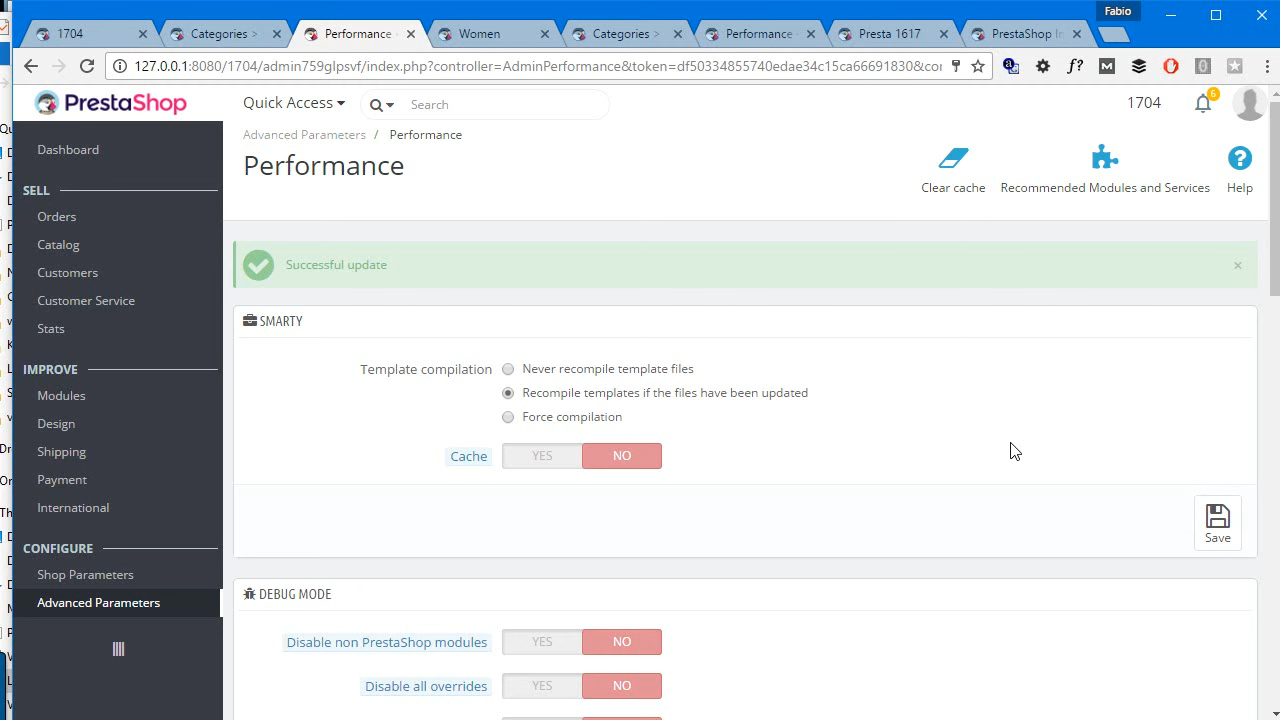 Fabio
1704
Categories >
Performance
Women
Categories >
Performance
Presta 1617
PrestaShop In
127.0.0.1:8080/1704/admin759glpsvf/index.php?controller=AdminPerformance&token=df50334855740edae34c15ca66691830&co
PrestaShop
Quick Access
Search
1704
6
Advanced Parameters / Performance
Performance
Clear cache
Recommended Modules and Services
Help
Dashboard
SELL
Orders
Catalog
Customers
Customer Service
Stats
IMPROVE
Modules
Design
Shipping
Payment
International
CONFIGURE
Shop Parameters
Advanced Parameters
Successful update
×
SMARTY
Template compilation
Never recompile template files
Recompile templates if the files have been updated
Force compilation
Cache YES NO
Save
DEBUG MODE
Disable non PrestaShop modules YES NO
Disable all overrides YES NO